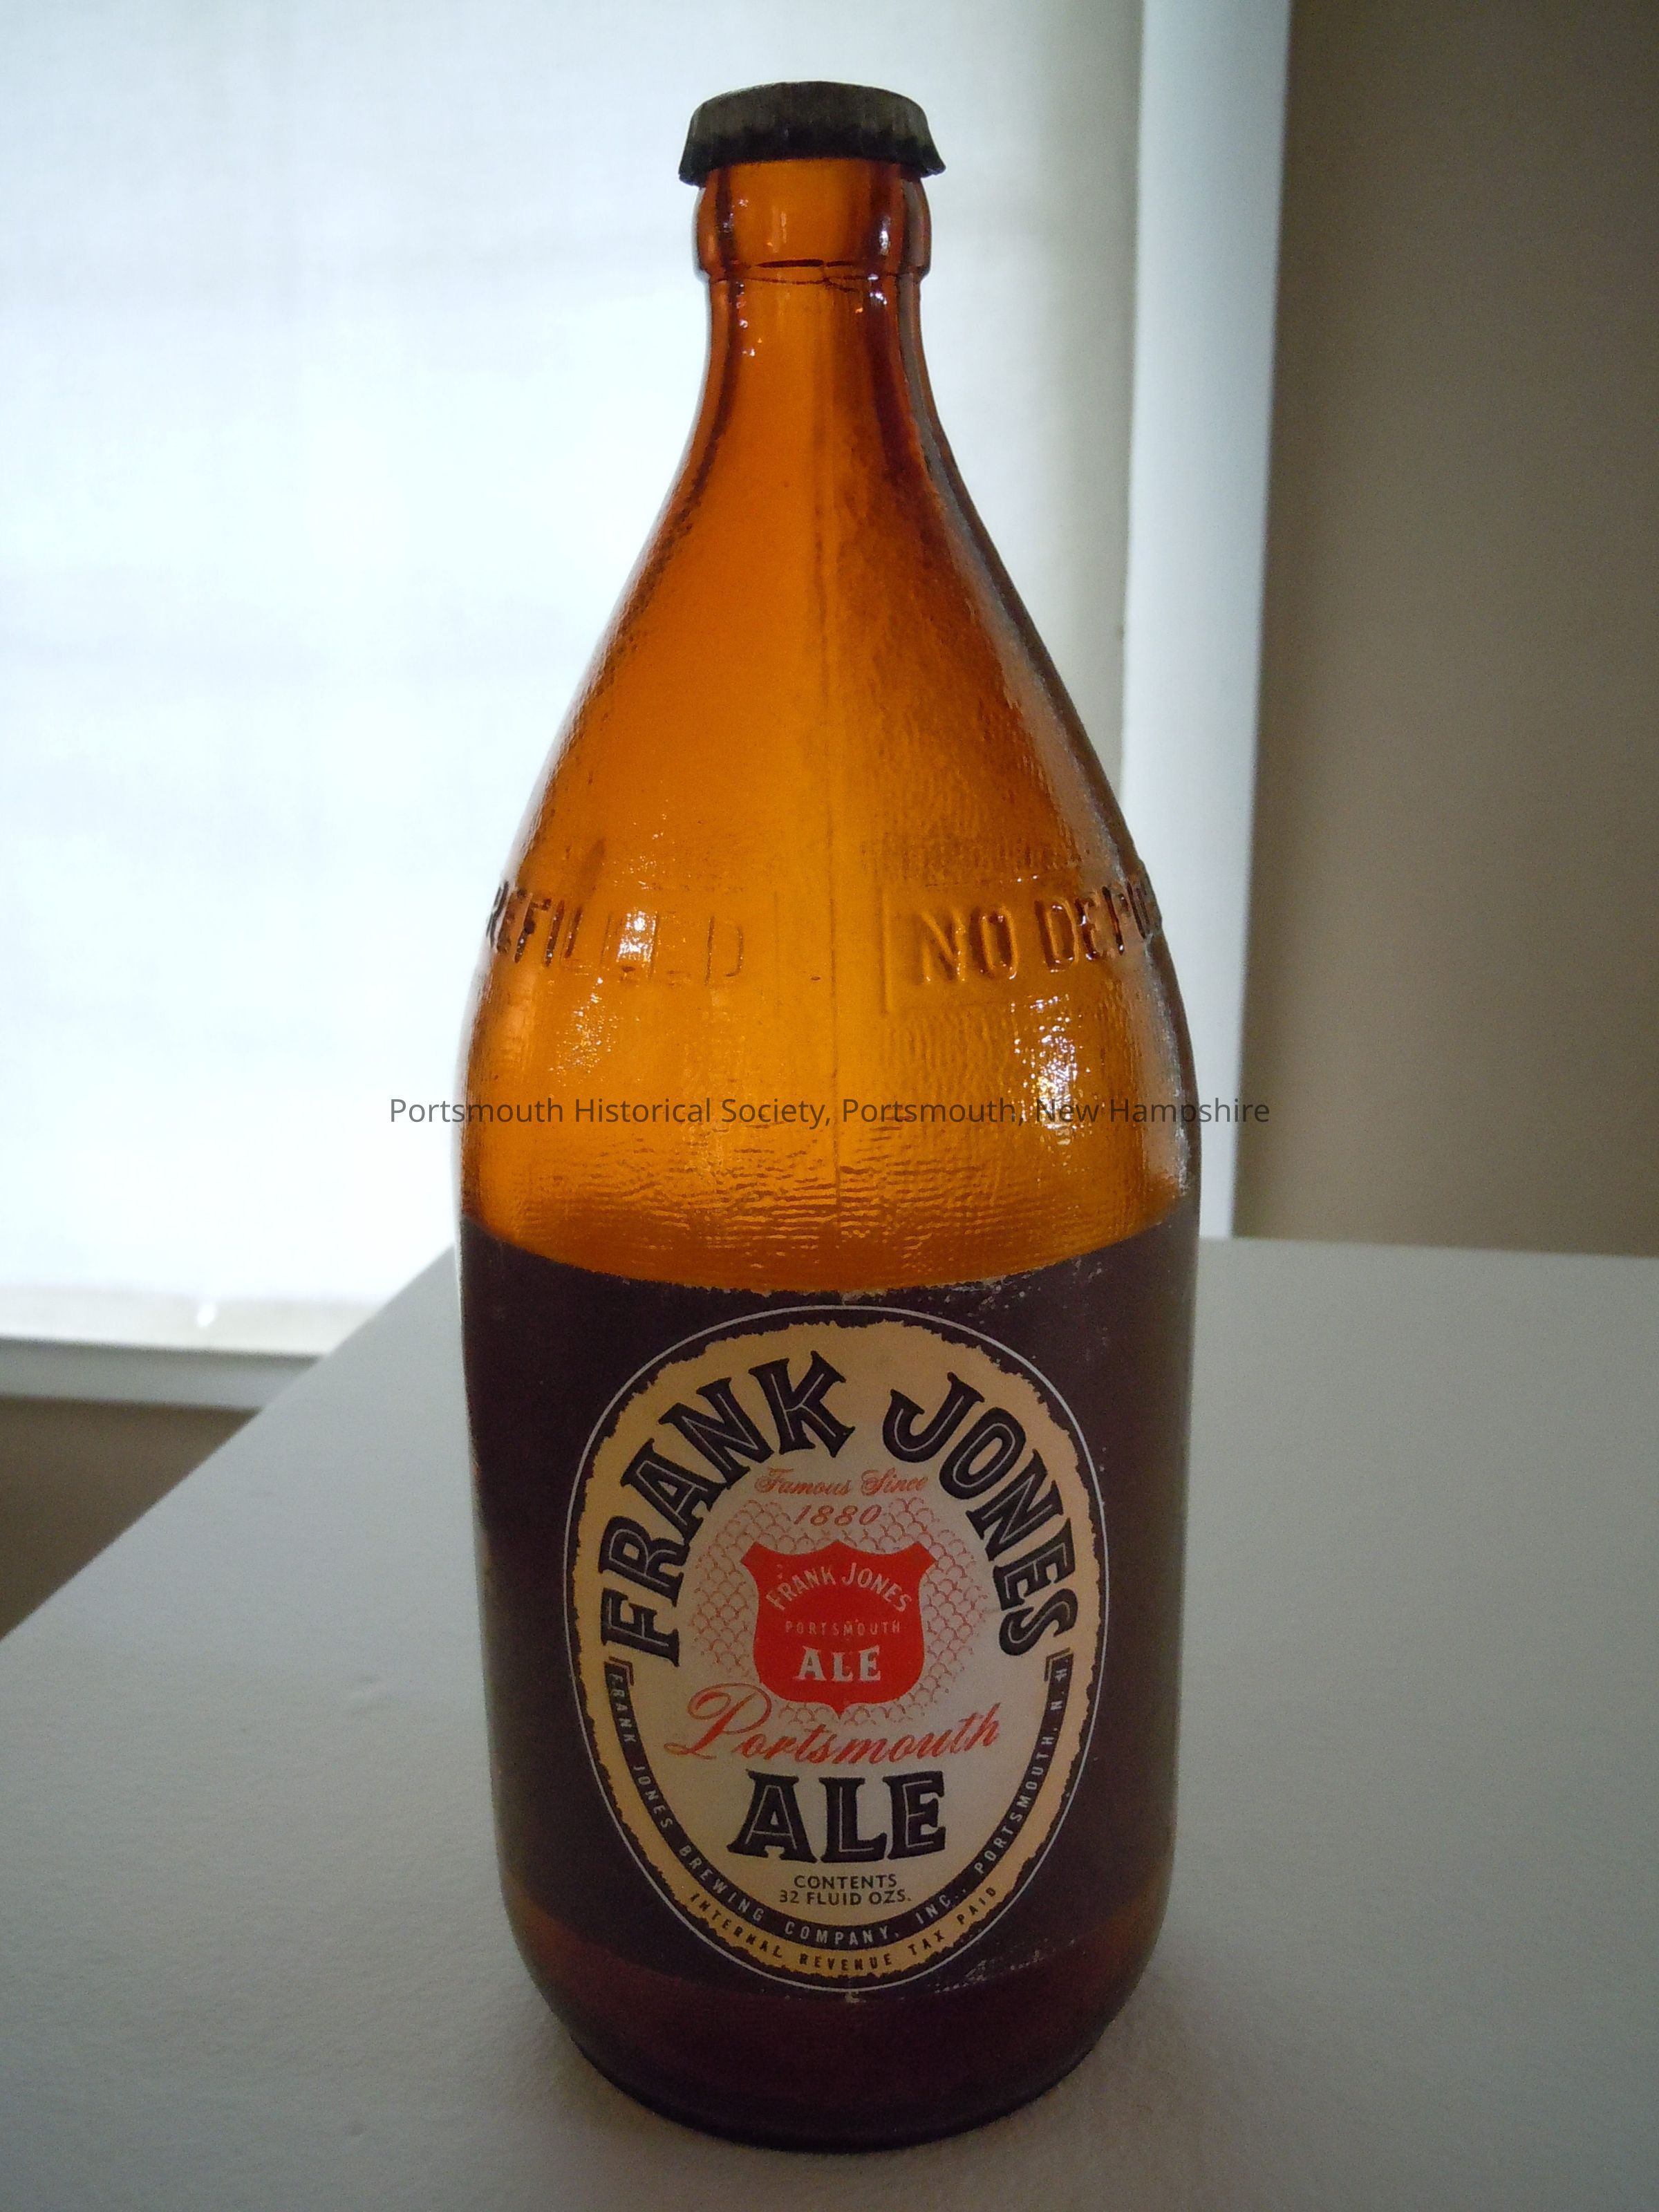 REFILLED NO DEPO
Portsmouth Historical Society, Portsmouth, New Hampshire
FRANK JONES
Famous Since
1880
FRANK JONES
PORTSMOUTH
ALE
Portsmouth
ALE
CONTENTS
32 FLUID OZS.
FRANK JONES BREWING COMPANY, INC., PORTSMOUTH, N. H.
INTERNAL REVENUE TAX PAID